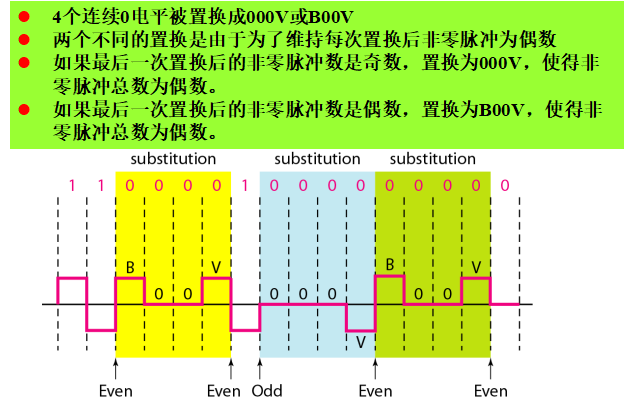 4个连续0电平被置换成000V或B00V
两个不同的置换是由于为了维持每次置换后非零脉冲为偶数
如果最后一次置换后的非零脉冲数是奇数，置换为000V，使得非
零脉冲总数为偶数。
如果最后一次置换后的非零脉冲数是偶数，置换为B00V，使得非
零脉冲总数为偶数。
substitution substitution substitution
1 1 0 0 0 0 1 0 0 0 0 0 0 0 0 0
B V B V
0 0 0 0 0 0 0
V
Even Even Odd Even Even